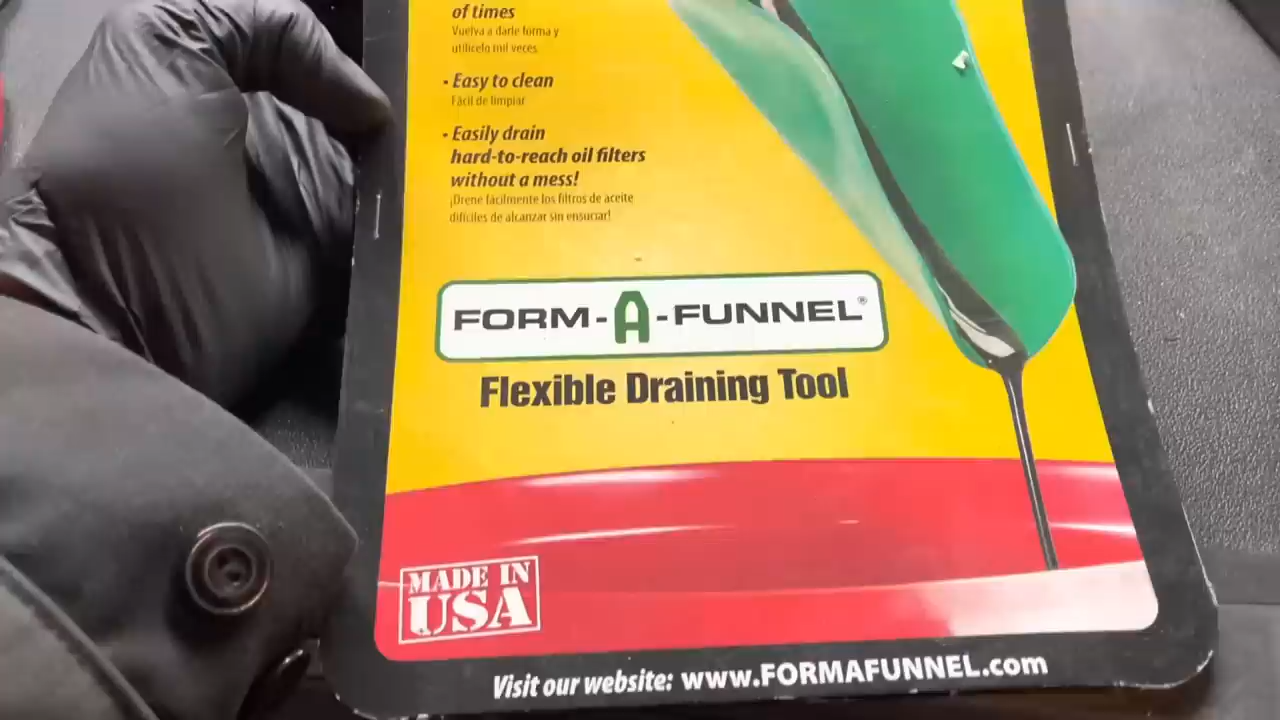 of times
Vuelva a darle forma y
utilícelo mil veces
• Easy to clean
Fácil de limpiar
• Easily drain
hard-to-reach oil filters
without a mess!
¡Drene fácilmente los filtros de aceite
difíciles de alcanzar sin ensuciar!
FORM-A-FUNNEL®
Flexible Draining Tool
MADE IN
USA
Visit our website: www.FORMAFUNNEL.com